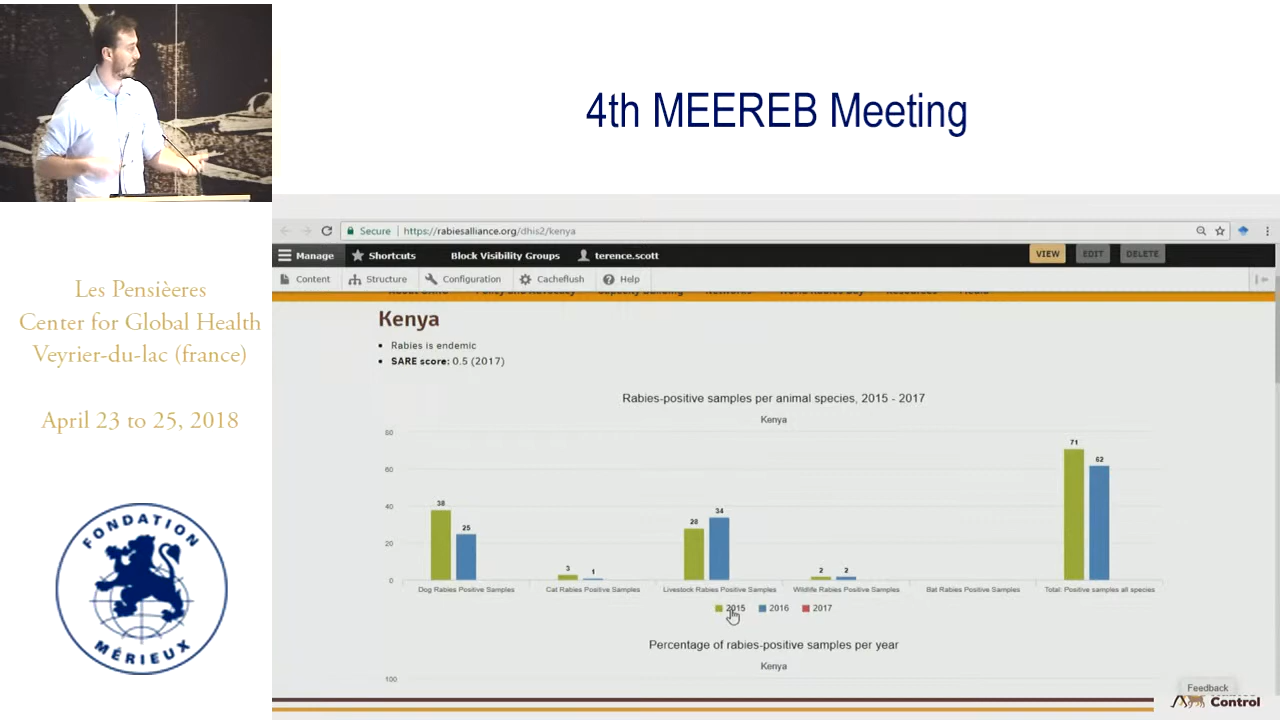 4th MEEREB Meeting
Les Pensièeres
Center for Global Health
Veyrier-du-lac (france)
April 23 to 25, 2018
FONDATION
MÉRIEUX
Secure https://rabiesalliance.org/dhis2/kenya
Manage Shortcuts Block Visibility Groups terence.scott VIEW EDIT DELETE
Content Structure Configuration Cacheflush Help
Kenya
Rabies is endemic
SARE score: 0.5 (2017)
Rabies-positive samples per animal species, 2015 - 2017
Kenya
80
60
40
20
0
38
25
3
1
28
34
2
2
71
62
Dog Rabies Positive Samples
Cat Rabies Positive Samples
Livestock Rabies Positive Samples
Wildlife Rabies Positive Samples
Bat Rabies Positive Samples
Total: Positive samples all species
2015 2016 2017
Percentage of rabies-positive samples per year
Kenya
100
Feedback
Control